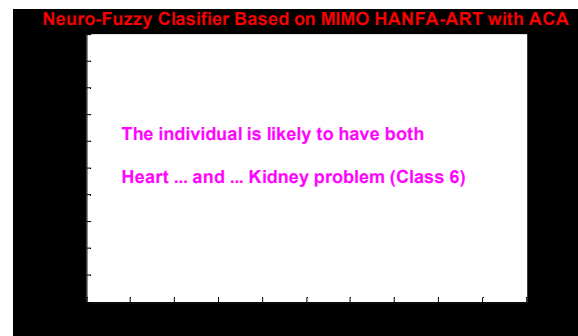 Neuro-Fuzzy Clasifier Based on MIMO HANFA-ART with ACA
The individual is likely to have both
Heart ... and ... Kidney problem (Class 6)